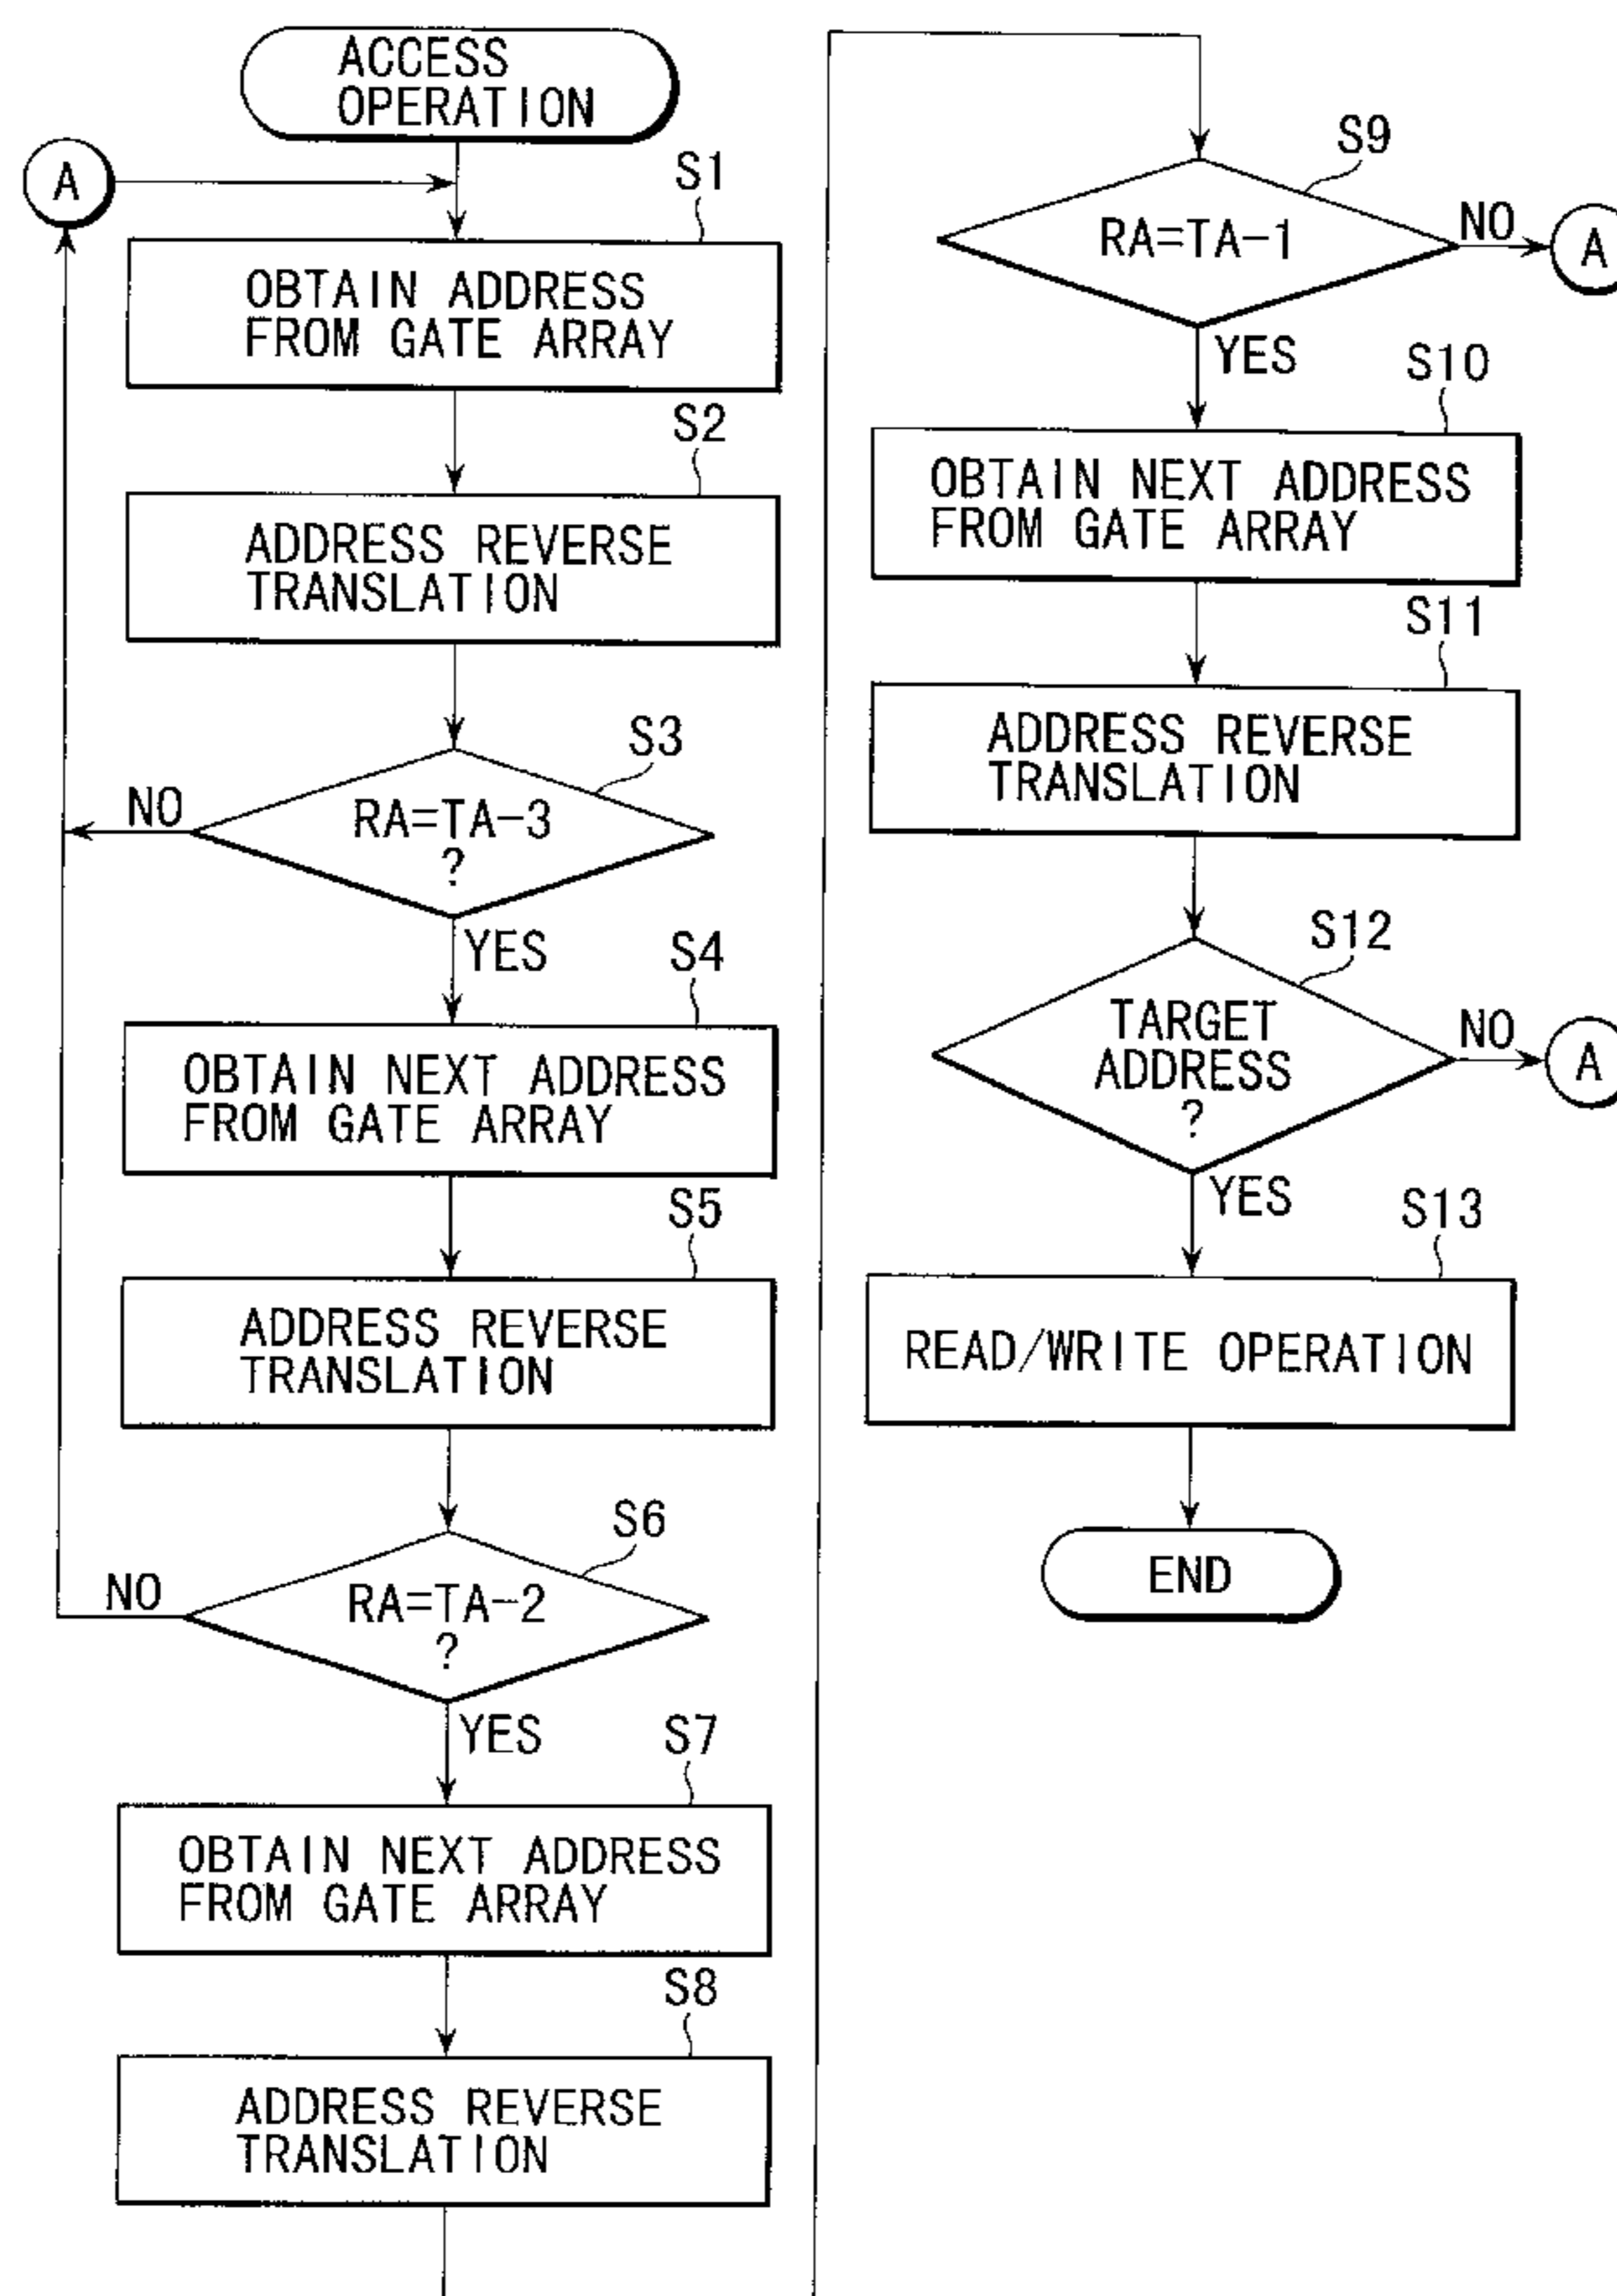 ACCESS
OPERATION
A
S1
OBTAIN ADDRESS
FROM GATE ARRAY
S2
ADDRESS REVERSE
TRANSLATION
S3
NO
RA=TA-3
?
YES
S4
OBTAIN NEXT ADDRESS
FROM GATE ARRAY
S5
ADDRESS REVERSE
TRANSLATION
S6
NO
RA=TA-2
?
YES
S7
OBTAIN NEXT ADDRESS
FROM GATE ARRAY
S8
ADDRESS REVERSE
TRANSLATION
S9
RA=TA-1
NO
A
YES
S10
OBTAIN NEXT ADDRESS
FROM GATE ARRAY
S11
ADDRESS REVERSE
TRANSLATION
S12
TARGET
ADDRESS
?
NO
A
YES
S13
READ/WRITE OPERATION
END